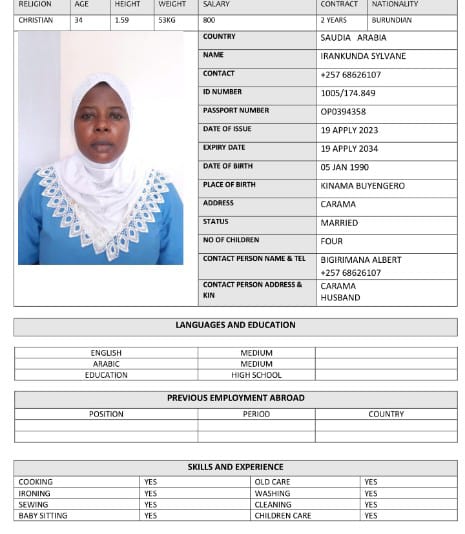 RELIGION AGE HEIGHT WEIGHT SALARY CONTRACT NATIONALITY
CHRISTIAN 34 1.59 53KG 800 2 YEARS BURUNDIAN
COUNTRY SAUDIA ARABIA
NAME IRANKUNDA SYLVANE
CONTACT +257 68626107
ID NUMBER 1005/174.849
PASSPORT NUMBER OP0394358
DATE OF ISSUE 19 APPLY 2023
EXPIRY DATE 19 APPLY 2034
DATE OF BIRTH 05 JAN 1990
PLACE OF BIRTH KINAMA BUYENGERO
ADDRESS CARAMA
STATUS MARRIED
NO OF CHILDREN FOUR
CONTACT PERSON NAME & TEL BIGIRIMANA ALBERT
+257 68626107
CONTACT PERSON ADDRESS & CARAMA
KIN HUSBAND
LANGUAGES AND EDUCATION
ENGLISH MEDIUM
ARABIC MEDIUM
EDUCATION HIGH SCHOOL
PREVIOUS EMPLOYMENT ABROAD
POSITION PERIOD COUNTRY
SKILLS AND EXPERIENCE
COOKING YES OLD CARE YES
IRONING YES WASHING YES
SEWING YES CLEANING YES
BABY SITTING YES CHILDREN CARE YES